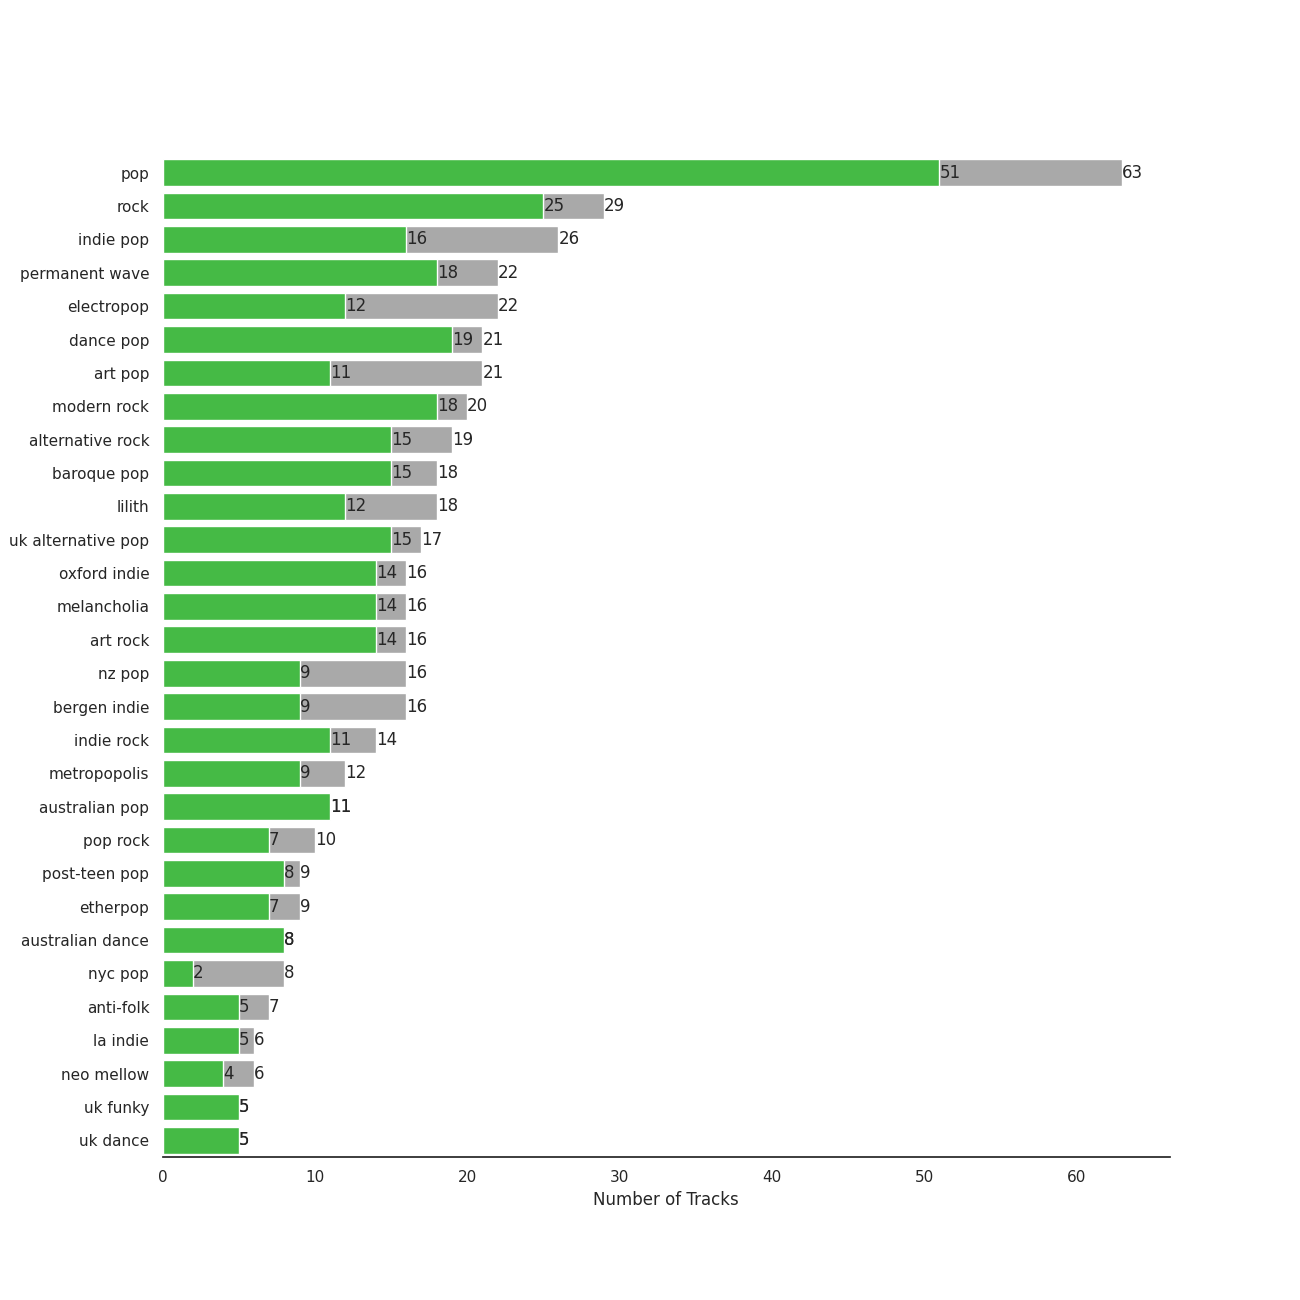 pop 51 63
rock 25 29
indie pop 16 26
permanent wave 18 22
electropop 12 22
dance pop 19 21
art pop 11 21
modern rock 18 20
alternative rock 15 19
baroque pop 15 18
lilith 12 18
uk alternative pop 15 17
oxford indie 14 16
melancholia 14 16
art rock 14 16
nz pop 9 16
bergen indie 9 16
indie rock 11 14
metropopolis 9 12
australian pop 11
pop rock 7 10
post-teen pop 8 9
etherpop 7 9
australian dance 8
nyc pop 2 8
anti-folk 5 7
la indie 5 6
neo mellow 4 6
uk funky 5
uk dance 5
0 10 20 30 40 50 60
Number of Tracks